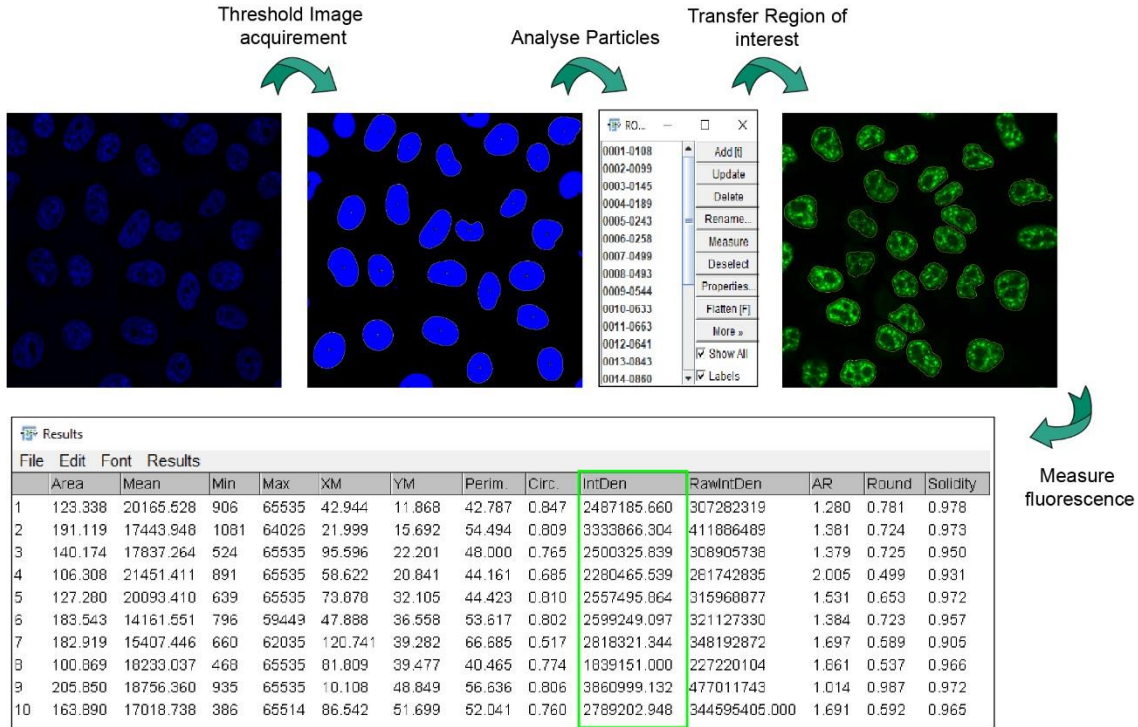 Threshold Image
acquirement
Analyse Particles
Transfer Region of
interest
RO...
0001-0108
0002-0099
0003-0145
0004-0189
0005-0243
0006-0258
0007-0499
0008-0493
0009-0544
0010-0633
0011-0663
0012-0641
0013-0843
0014-0860
Add [t]
Update
Delete
Rename...
Measure
Deselect
Properties...
Flatten [F]
More »
Show All
Labels
Measure
fluorescence
Results
File Edit Font Results
Area Mean Min Max XM YM Perim. Circ. IntDen RawIntDen AR Round Solidity
1 123.338 20165.528 906 65535 42.944 11.868 42.787 0.847 2487185.660 307282319 1.280 0.781 0.978
2 191.119 17443.948 1081 64026 21.999 15.692 54.494 0.809 3333866.304 411886489 1.381 0.724 0.973
3 140.174 17837.264 524 65535 95.596 22.201 48.000 0.765 2500325.839 308905738 1.379 0.725 0.950
4 106.308 21451.411 891 65535 58.622 20.841 44.161 0.685 2280465.539 281742835 2.005 0.499 0.931
5 127.280 20093.410 639 65535 73.878 32.105 44.423 0.810 2557495.864 315968877 1.531 0.653 0.972
6 183.543 14161.551 796 59449 47.888 36.558 53.617 0.802 2599249.097 321127330 1.384 0.723 0.957
7 182.919 15407.446 660 62035 120.741 39.282 66.685 0.517 2818321.344 348192872 1.697 0.589 0.905
8 100.869 18233.037 468 65535 81.809 39.477 40.465 0.774 1839151.000 227220104 1.861 0.537 0.966
9 205.850 18756.360 935 65535 10.108 48.849 56.636 0.806 3860999.132 477011743 1.014 0.987 0.972
10 163.890 17018.738 386 65514 86.542 51.699 52.041 0.760 2789202.948 344595405.000 1.691 0.592 0.965